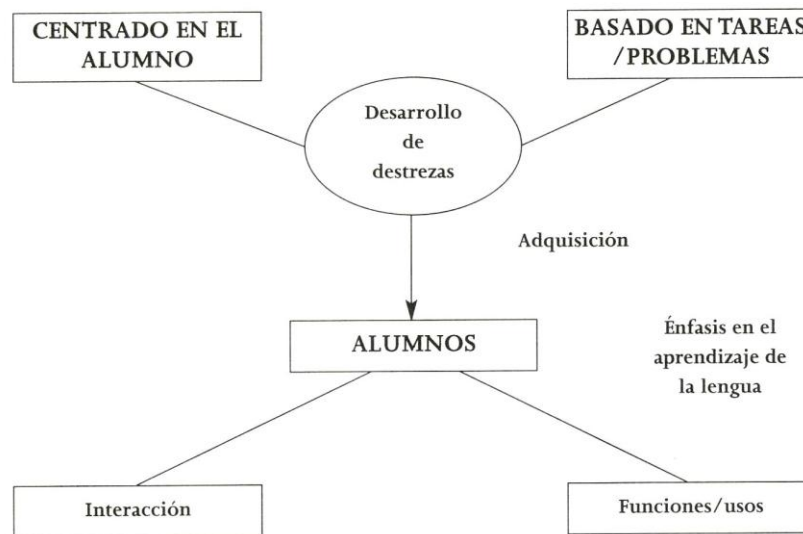 CENTRADO EN EL
ALUMNO
BASADO EN TAREAS
/PROBLEMAS
Desarrollo
de
destrezas
Adquisición
ALUMNOS
Énfasis en el
aprendizaje de
la lengua
Interacción
Funciones/usos